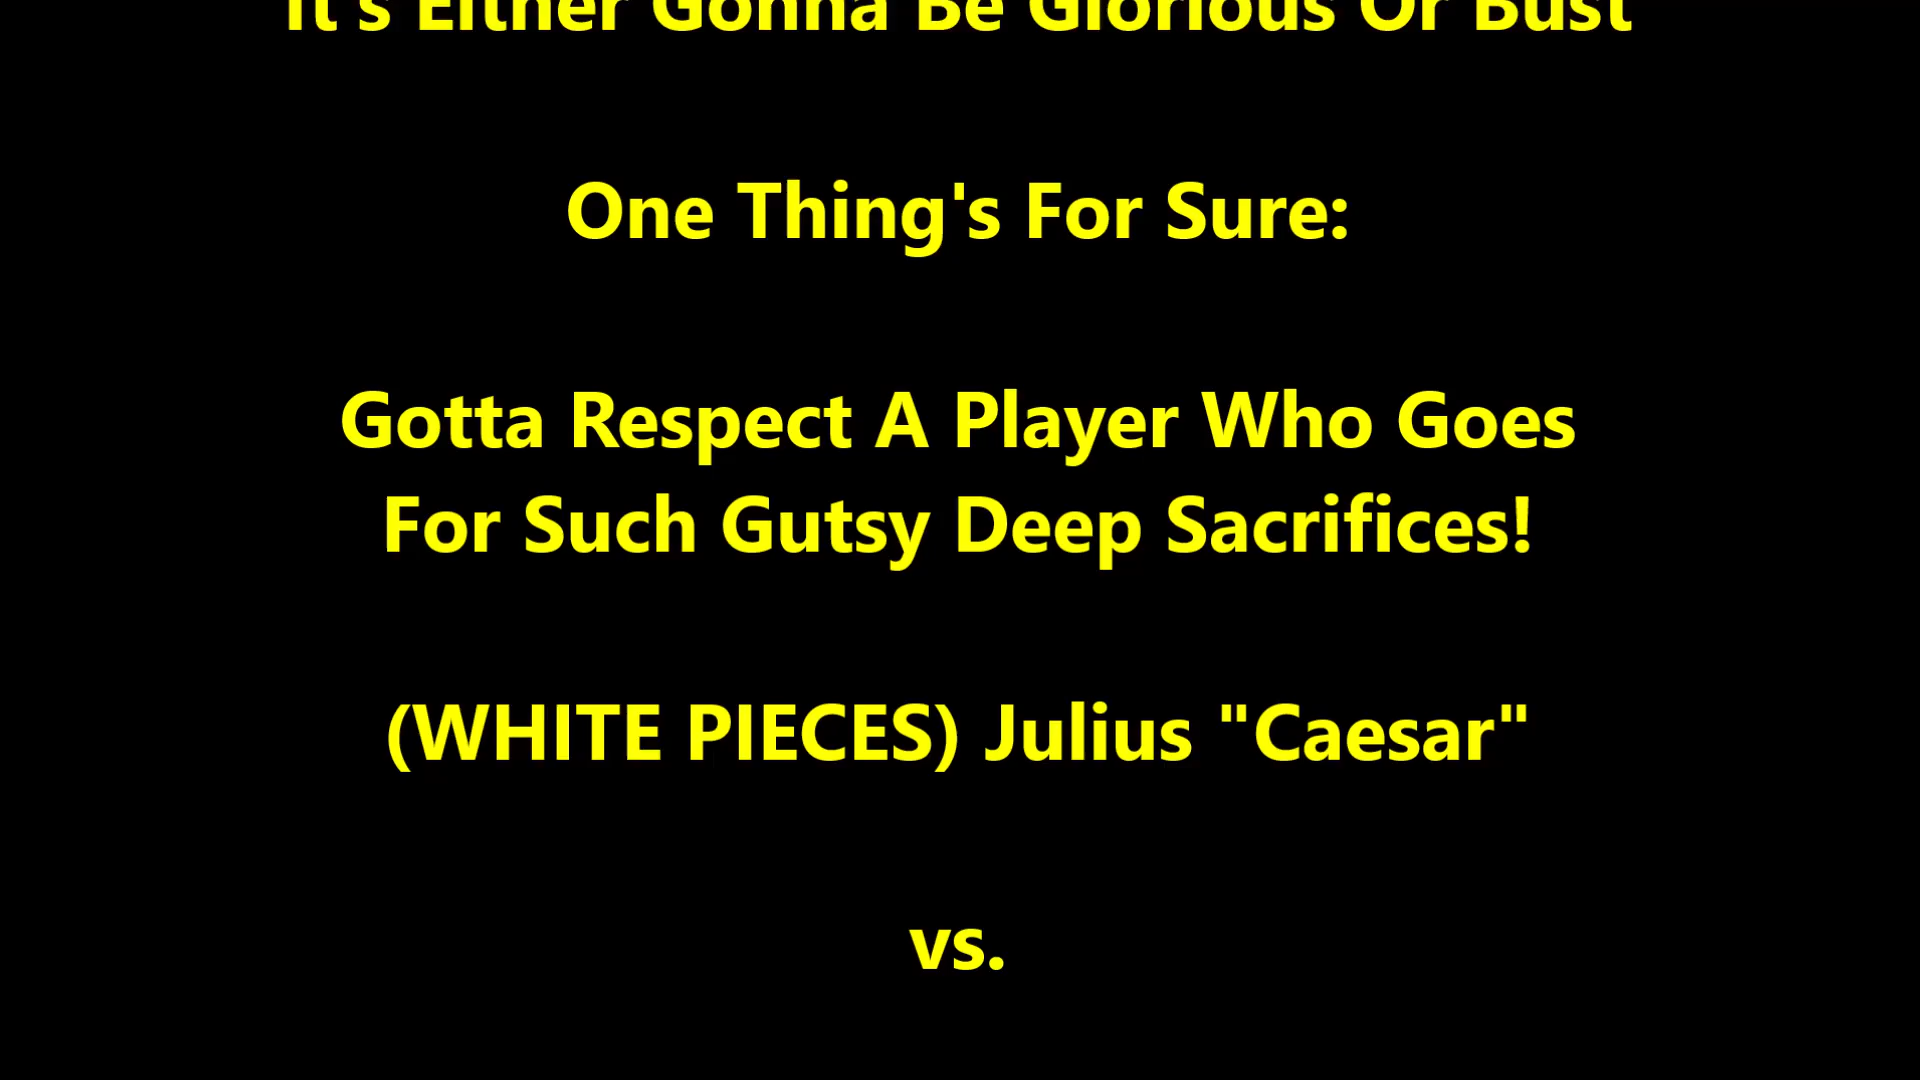 It's Either Gonna Be Glorious Or Bust
One Thing's For Sure:
Gotta Respect A Player Who Goes
For Such Gutsy Deep Sacrifices!
(WHITE PIECES) Julius "Caesar"
vs.